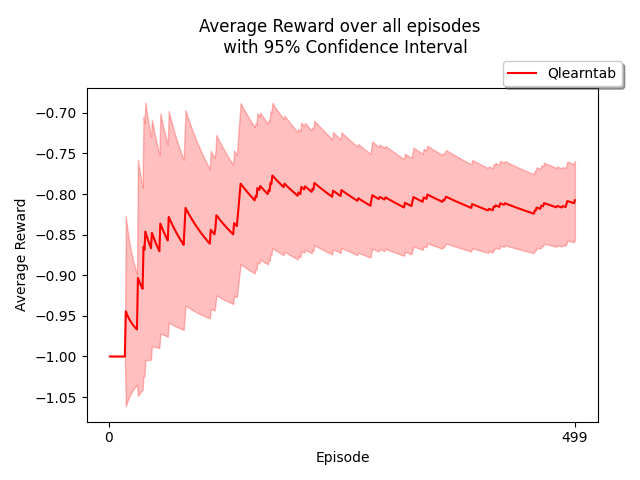 Average Reward over all episodes
with 95% Confidence Interval
Qlearntab
−0.70
−0.75
−0.80
−0.85
−0.90
−0.95
−1.00
−1.05
Average Reward
0
499
Episode